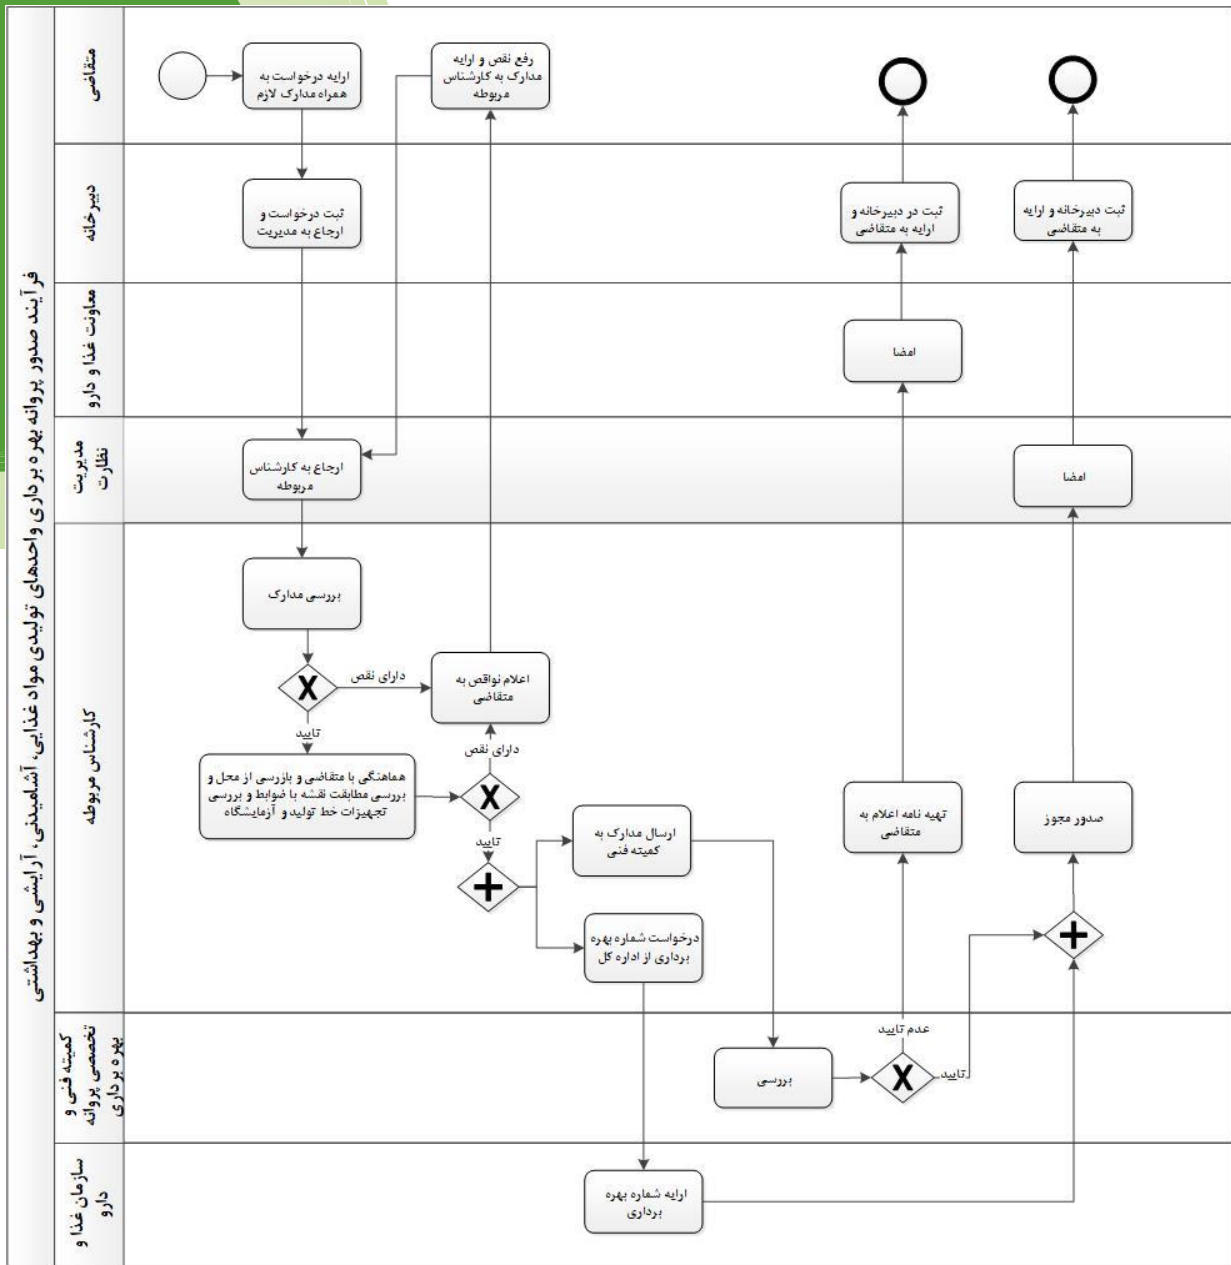 فرآیند صدور پروانه بهره برداری واحدهای تولیدی مواد غذایی، آشامیدنی، آرایشی و بهداشتی
متقاضی
ارایه درخواست به
همراه مدارک لازم
رفع نقص و ارایه
مدارک به کارشناس
مربوطه
دبیرخانه
ثبت درخواست و
ارجاع به مدیریت
ثبت در دبیرخانه و
ارایه به متقاضی
ثبت دبیرخانه و ارایه
به متقاضی
معاونت غذا و دارو
امضا
مدیریت
نظارت
ارجاع به کارشناس
مربوطه
امضا
کارشناس مربوطه
بررسی مدارک
دارای نقص
اعلام نواقص به
متقاضی
تایید
دارای نقص
هماهنگی با متقاضی و بازرسی از محل و
بررسی مطابقت نقشه با ضوابط و بررسی
تجهیزات خط تولید و آزمایشگاه
تایید
ارسال مدارک به
کمیته فنی
درخواست شماره بهره
برداری از اداره کل
تهیه نامه اعلام به
متقاضی
صدور مجوز
کمیته فنی و
تخصصی پروانه
بهره برداری
بررسی
عدم تایید
تایید
سازمان غذا و
دارو
ارایه شماره بهره
برداری